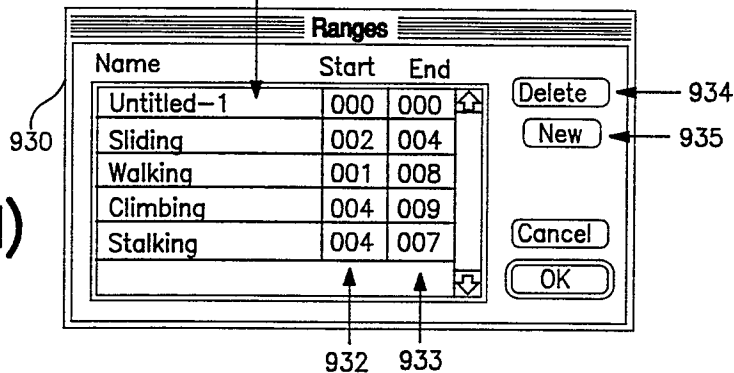 Ranges
Name Start End
Untitled-1 000 000
Delete 934
930 Sliding 002 004
New 935
Walking 001 008
Climbing 004 009
)
Stalking 004 007
Cancel
OK
932 933